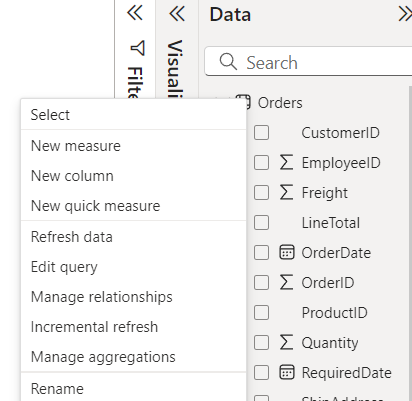 Data
Search
Filte
Visuali
Select
New measure
New column
New quick measure
Refresh data
Edit query
Manage relationships
Incremental refresh
Manage aggregations
Rename
Orders
CustomerID
EmployeeID
Freight
LineTotal
OrderDate
OrderID
ProductID
Quantity
RequiredDate
ShipAddress